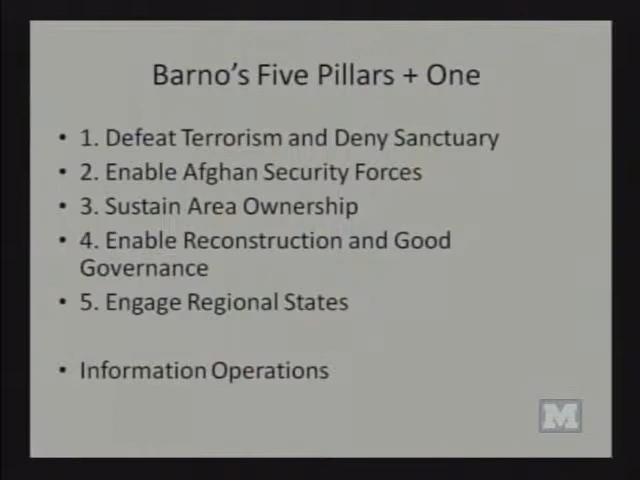 Barno's Five Pillars + One
• 1. Defeat Terrorism and Deny Sanctuary
• 2. Enable Afghan Security Forces
• 3. Sustain Area Ownership
• 4. Enable Reconstruction and Good
Governance
• 5. Engage Regional States
• Information Operations
M